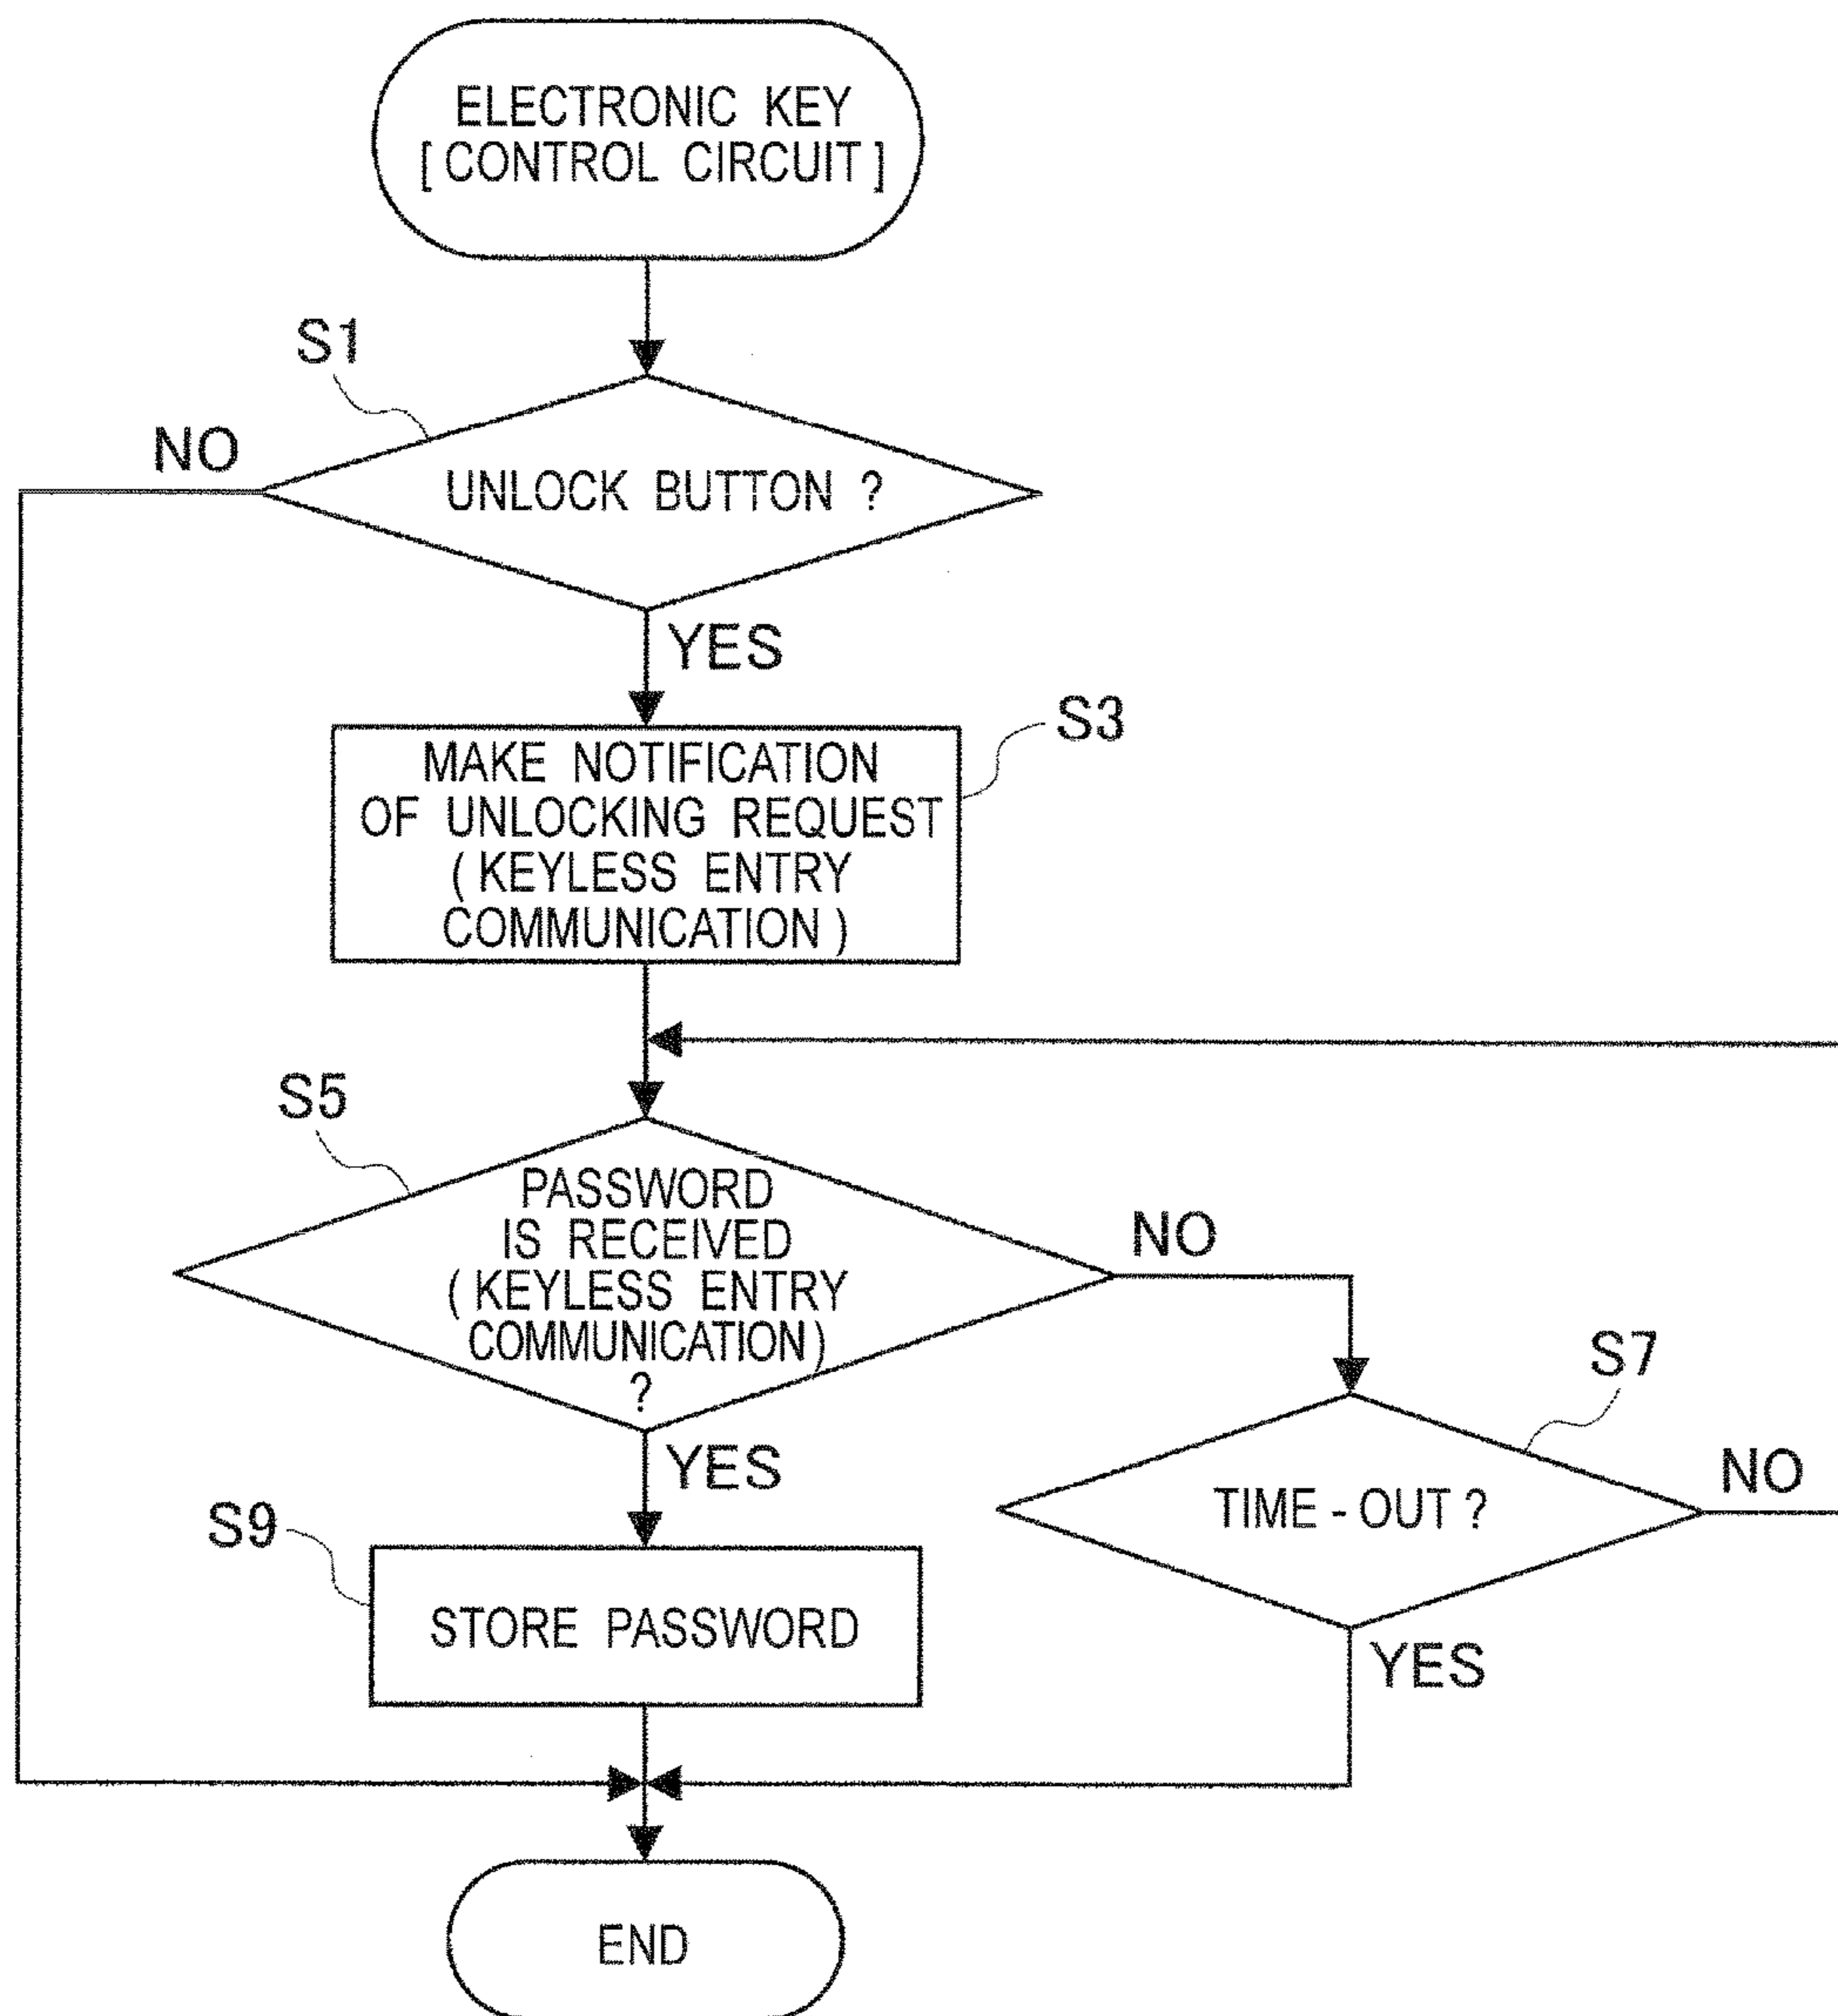 ELECTRONIC KEY
[ CONTROL CIRCUIT ]
S1
NO
UNLOCK BUTTON ?
YES
S3
MAKE NOTIFICATION
OF UNLOCKING REQUEST
( KEYLESS ENTRY
COMMUNICATION )
S5
PASSWORD
IS RECEIVED
( KEYLESS ENTRY
COMMUNICATION )
?
NO
YES
S7
TIME - OUT ?
NO
YES
S9
STORE PASSWORD
END